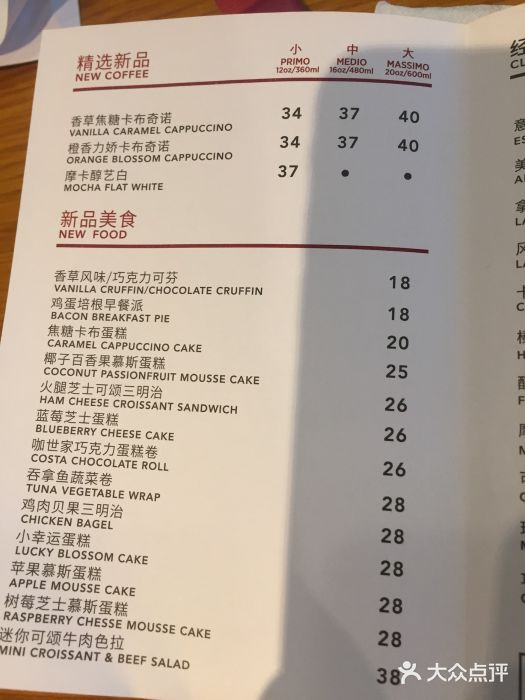 精选新品
NEW COFFEE
小 中 大
PRIMO MEDIO MASSIMO
12oz/360ml 16oz/480ml 20oz/600ml
香草焦糖卡布奇诺 34 37 40
VANILLA CARAMEL CAPPUCCINO
橙香力娇卡布奇诺 34 37 40
ORANGE BLOSSOM CAPPUCCINO
摩卡醇艺白 37 • •
MOCHA FLAT WHITE
新品美食
NEW FOOD
香草风味/巧克力可芬 18
VANILLA CRUFFIN/CHOCOLATE CRUFFIN
鸡蛋培根早餐派 18
BACON BREAKFAST PIE
焦糖卡布蛋糕 20
CARAMEL CAPPUCCINO CAKE
椰子百香果慕斯蛋糕 25
COCONUT PASSIONFRUIT MOUSSE CAKE
火腿芝士可颂三明治 26
HAM CHEESE CROISSANT SANDWICH
蓝莓芝士蛋糕 26
BLUEBERRY CHEESE CAKE
咖世家巧克力蛋糕卷 26
COSTA CHOCOLATE ROLL
吞拿鱼蔬菜卷 28
TUNA VEGETABLE WRAP
鸡肉贝果三明治 28
CHICKEN BAGEL
小幸运蛋糕 28
LUCKY BLOSSOM CAKE
苹果慕斯蛋糕 28
APPLE MOUSSE CAKE
树莓芝士慕斯蛋糕 28
RASPBERRY CHESSE MOUSSE CAKE
迷你可颂牛肉色拉 38
MINI CROISSANT & BEEF SALAD
大众点评